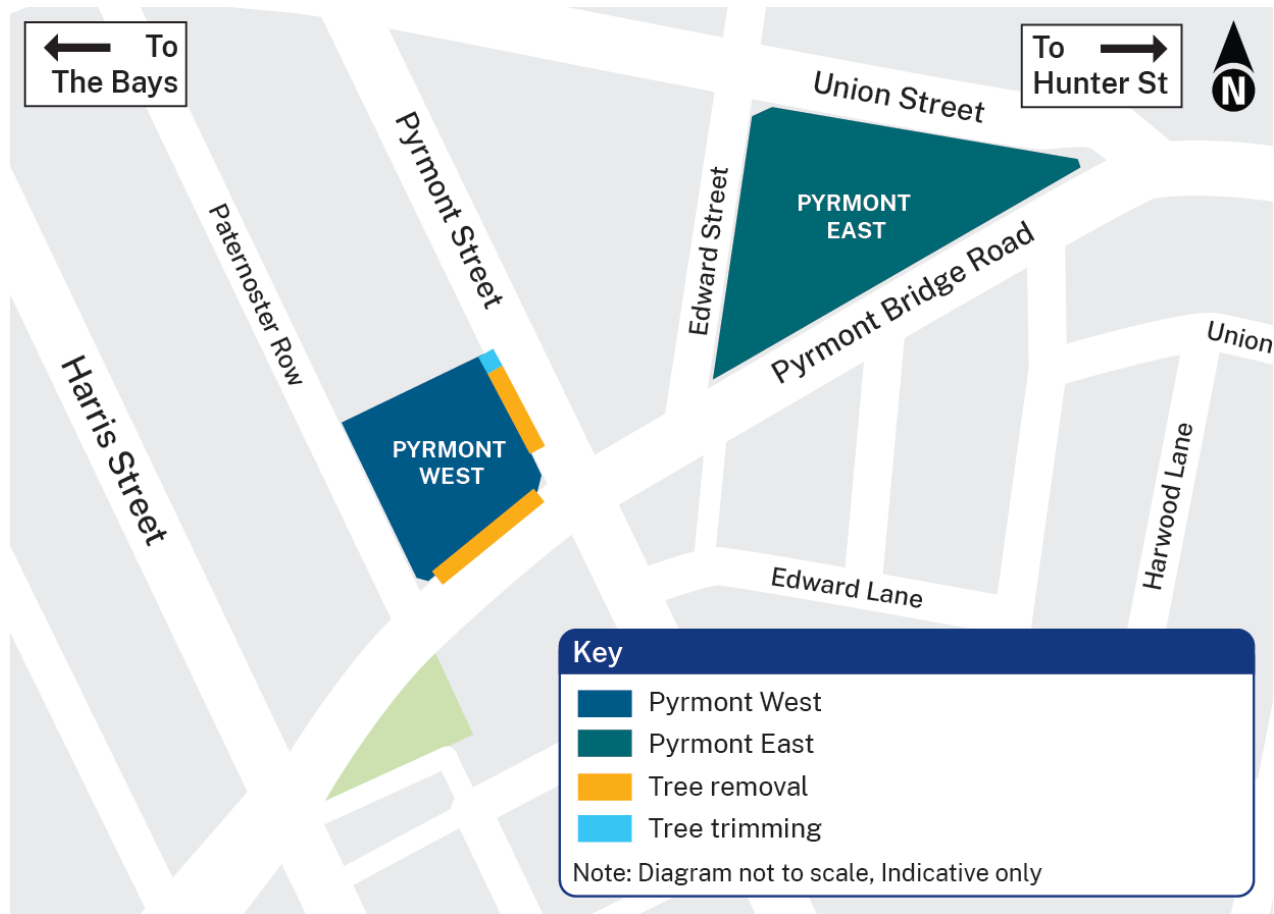 To
The Bays
To
Hunter St
N
Union Street
Pyrmont Street
Edward Street
PYRMONT
EAST
Paternoster Row
Pyrmont Bridge Road
Union
Harris Street
PYRMONT
WEST
Harwood Lane
Edward Lane
Key
Pyrmont West
Pyrmont East
Tree removal
Tree trimming
Note: Diagram not to scale, Indicative only